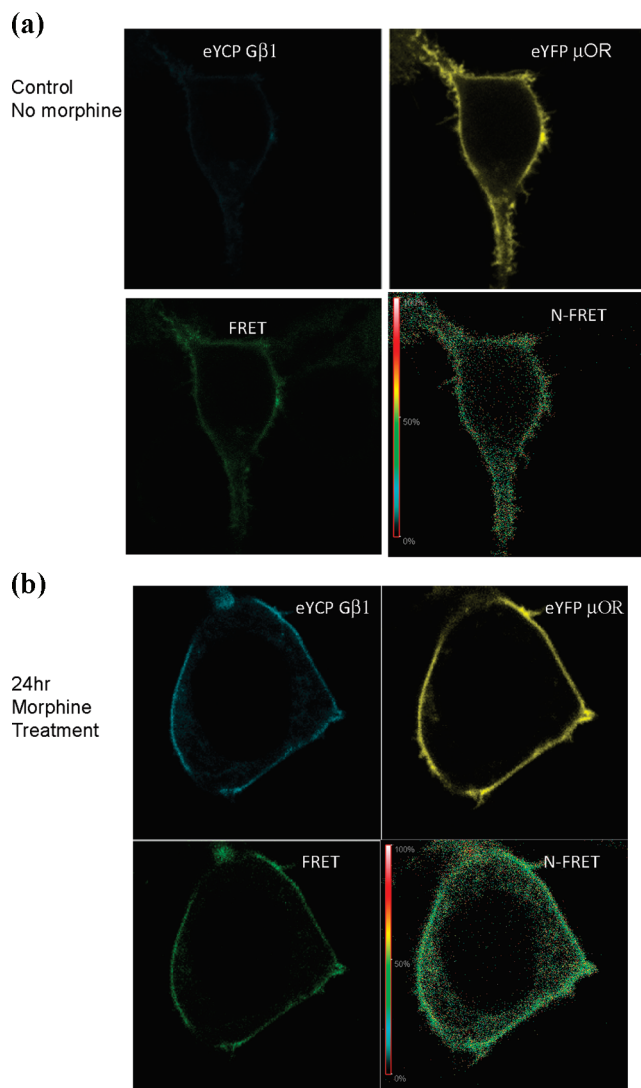 (a)
Control
No morphine
eYCP Gβ1
eYFP μOR
FRET
N-FRET
100%
50%
0%
(b)
24hr
Morphine
Treatment
eYCP Gβ1
eYFP μOR
FRET
N-FRET
100%
50%
0%